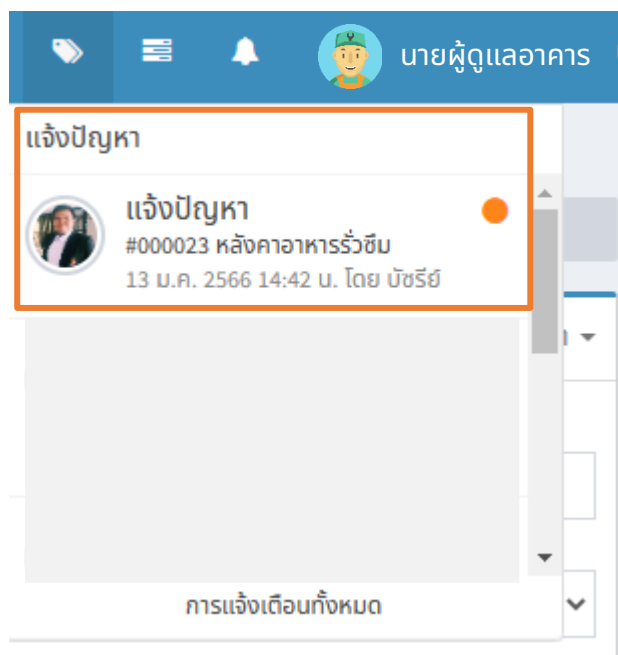 นายผู้ดูแลอาคาร
แจ้งปัญหา
แจ้งปัญหา
#000023 หลังคาอาหารรั่วซึม
13 ม.ค. 2566 14:42 น. โดย บัซรีย์
การแจ้งเตือนทั้งหมด